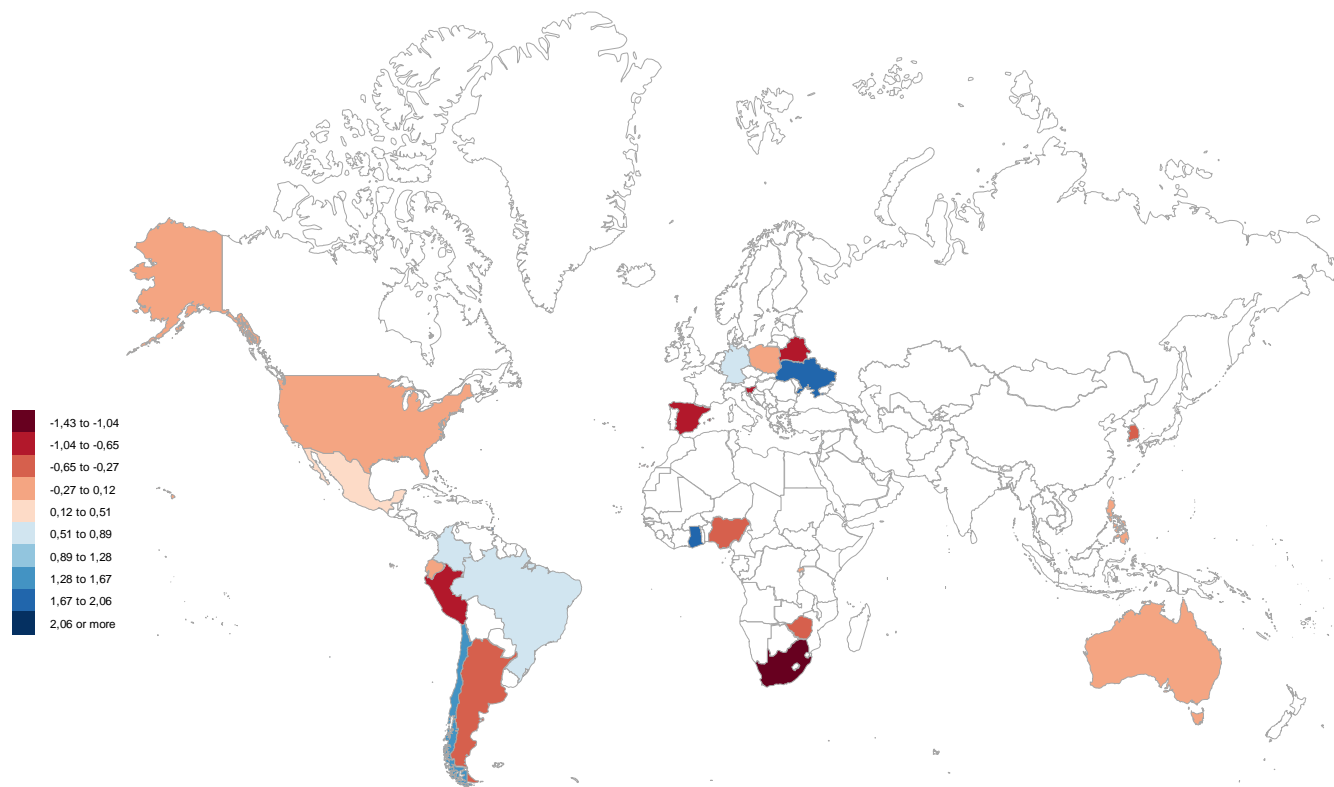 -1,43 to -1,04
-1,04 to -0,65
-0,65 to -0,27
-0,27 to 0,12
0,12 to 0,51
0,51 to 0,89
0,89 to 1,28
1,28 to 1,67
1,67 to 2,06
2,06 or more